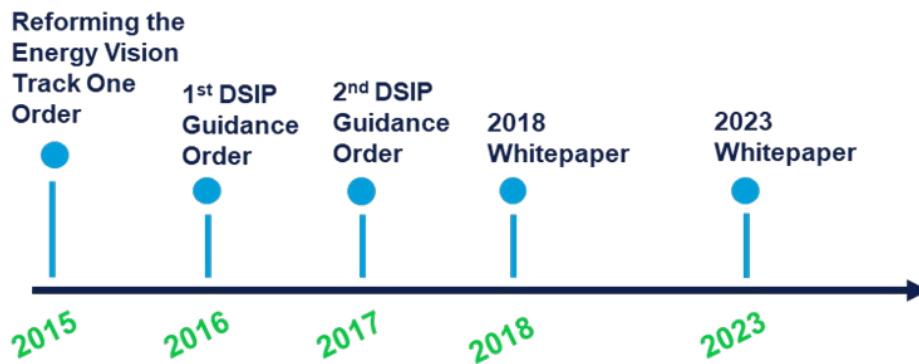 Reforming the
Energy Vision
Track One
Order
1st DSIP
Guidance
Order
2nd DSIP
Guidance
Order
2018
Whitepaper
2023
Whitepaper
2015
2016
2017
2018
2023